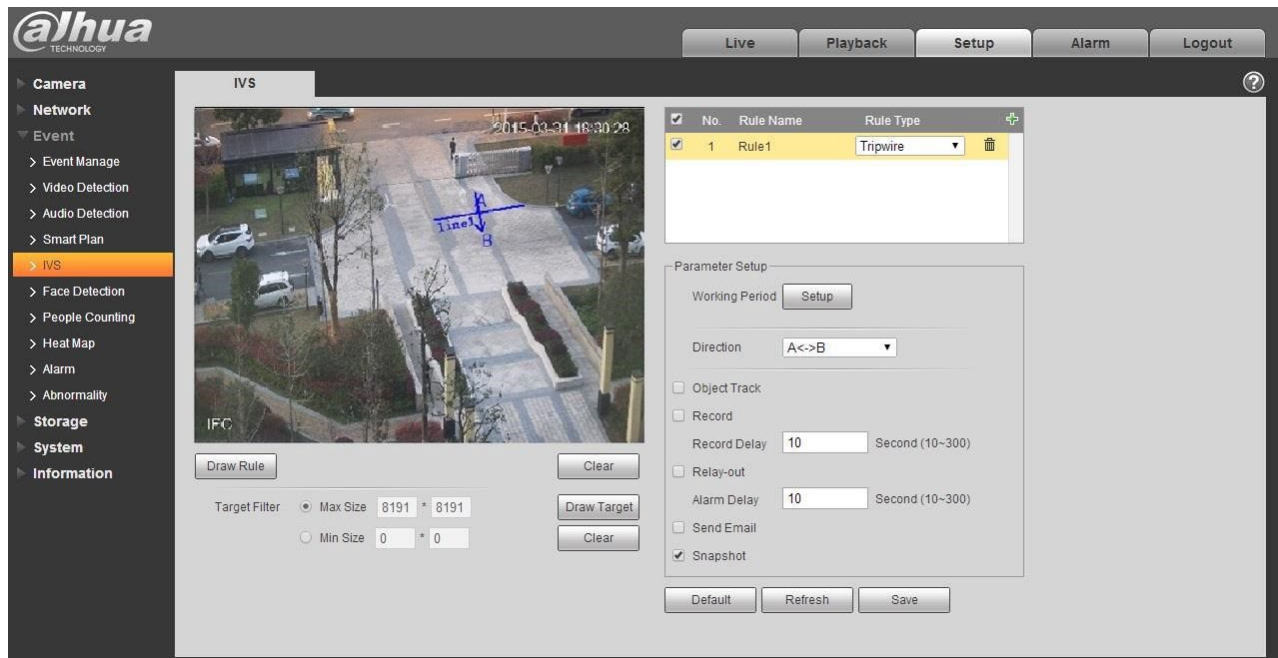 alhua
TECHNOLOGY
Live
Playback
Setup
Alarm
Logout
Camera
Network
Event
Event Manage
Video Detection
Audio Detection
Smart Plan
IVS
Face Detection
People Counting
Heat Map
Alarm
Abnormality
Storage
System
Information
IVS
?
2015-03-31 18:30:28
A
line1
B
IPC
Draw Rule
Clear
Target Filter
Max Size 8191 * 8191
Draw Target
Min Size 0 * 0
Clear
No. Rule Name Rule Type
1 Rule1 Tripwire
Parameter Setup
Working Period Setup
Direction A<->B
Object Track
Record
Record Delay 10 Second (10~300)
Relay-out
Alarm Delay 10 Second (10~300)
Send Email
Snapshot
Default
Refresh
Save